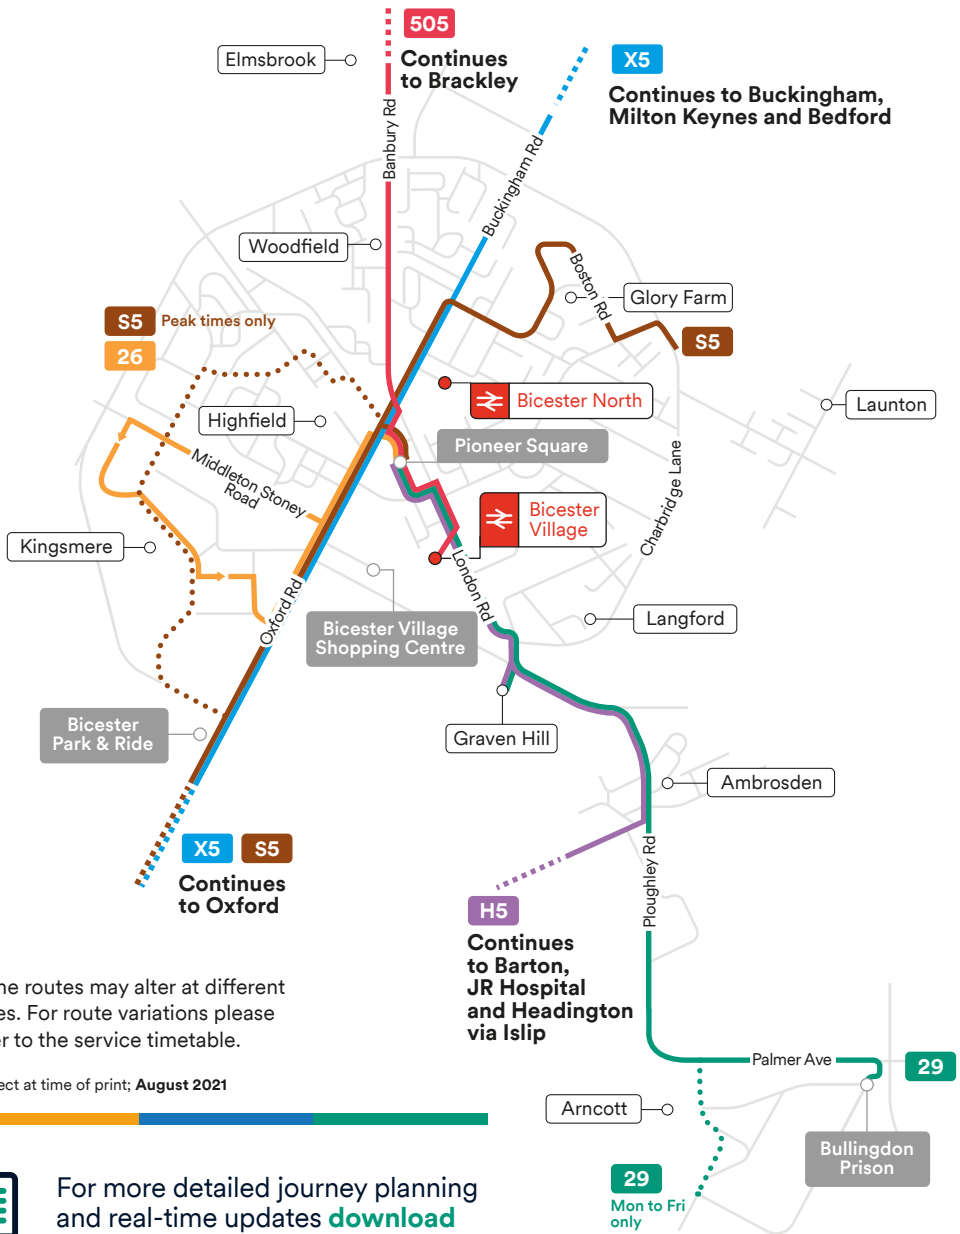 505
Continues
to Brackley
Elmsbrook
X5
Continues to Buckingham,
Milton Keynes and Bedford
Banbury Rd
Buckingham Rd
Woodfield
Boston Rd
Glory Farm
S5 Peak times only
26
S5
Bicester North
Launton
Highfield
Pioneer Square
Middleton Stoney
Road
Bicester
Village
Charbridge Lane
Kingsmere
London Rd
Oxford Rd
Bicester Village
Shopping Centre
Langford
Bicester
Park & Ride
Graven Hill
Ambrosden
X5 S5
Continues
to Oxford
Ploughley Rd
H5
Continues
to Barton,
JR Hospital
and Headington
via Islip
ne routes may alter at different
es. For route variations please
er to the service timetable.
ect at time of print; August 2021
Palmer Ave
29
Arncott
Bullingdon
Prison
29
Mon to Fri
only
For more detailed journey planning
and real-time updates download